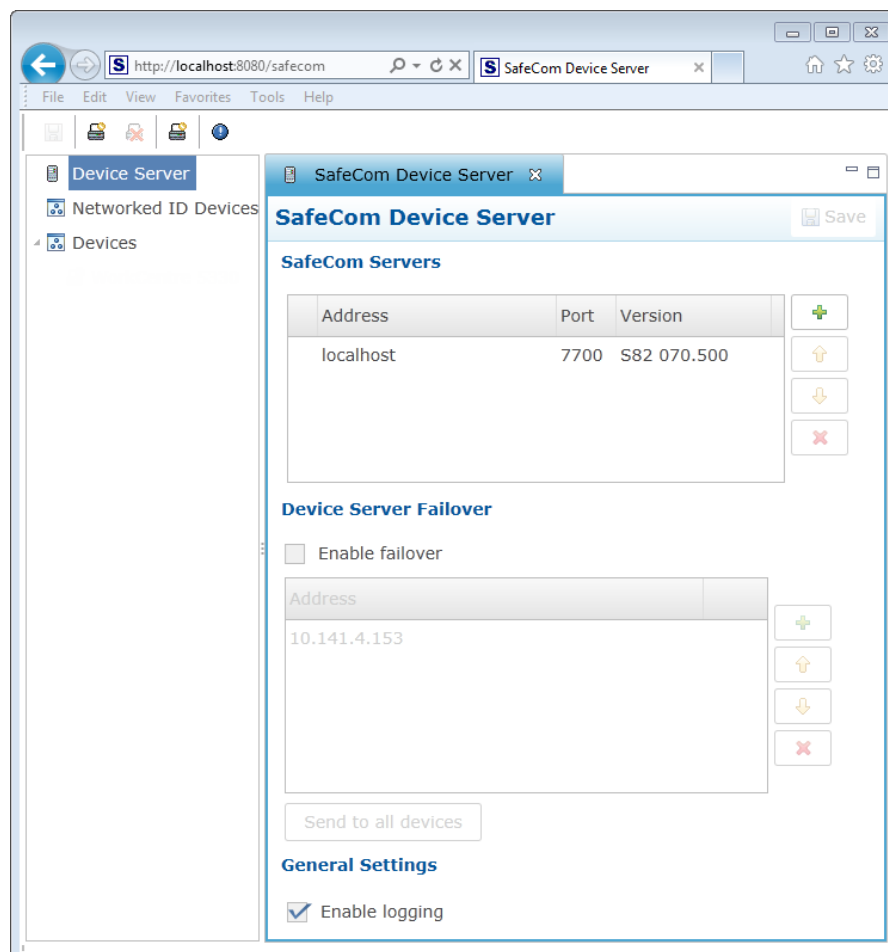 S http://localhost:8080/safecom
S SafeCom Device Server
File Edit View Favorites Tools Help
Device Server
Networked ID Devices
Devices
SafeCom Device Server
SafeCom Device Server
Save
SafeCom Servers
Address Port Version
localhost 7700 S82 070.500
Device Server Failover
Enable failover
Address
10.141.4.153
Send to all devices
General Settings
Enable logging